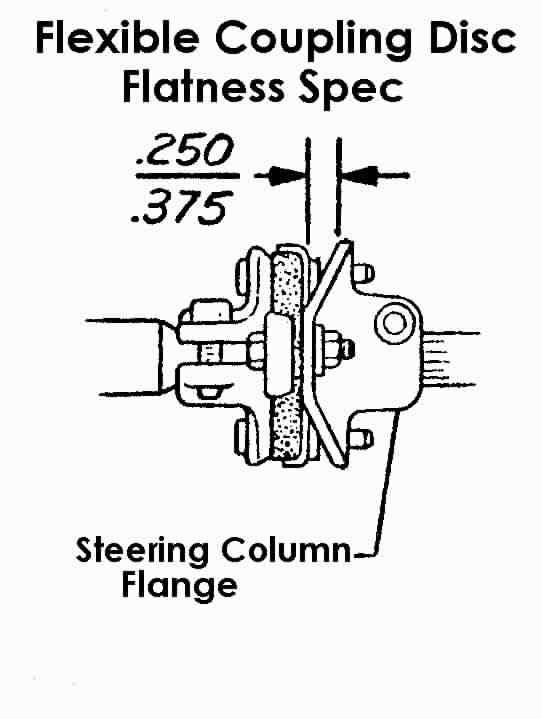 Flexible Coupling Disc
Flatness Spec
.250
.375
Steering Column
Flange